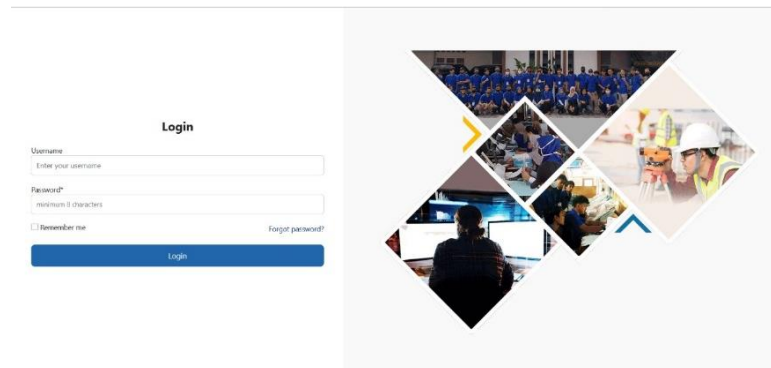 Login
Username
Enter your username
Password*
minimum 8 characters
Remember me
Forgot password?
Login